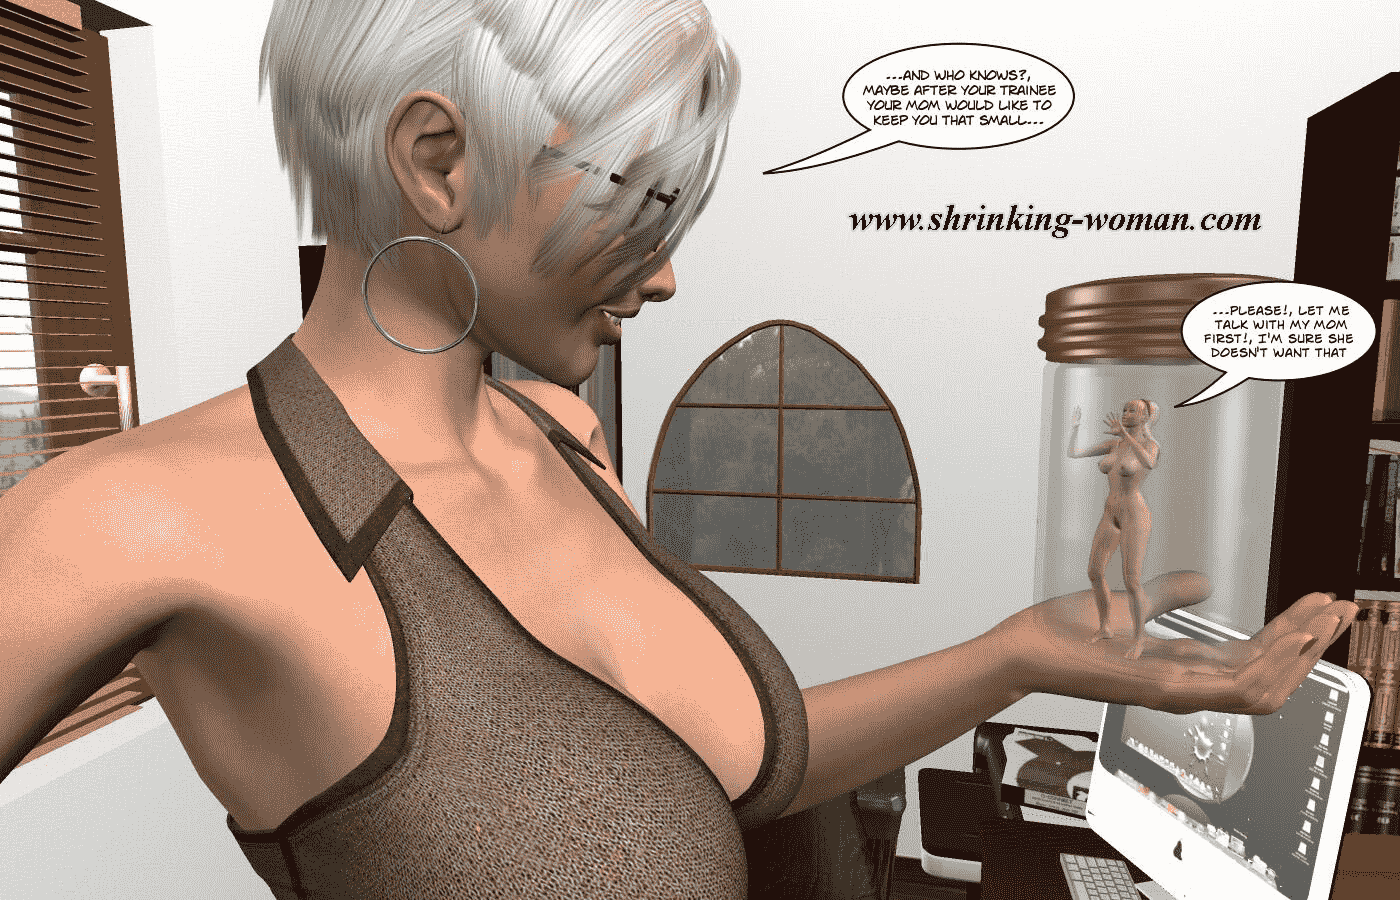 ...AND WHO KNOWS?,
MAYBE AFTER YOUR TRAINEE
YOUR MOM WOULD LIKE TO
KEEP YOU THAT SMALL...
www.shrinking-woman.com
...PLEASE!, LET ME
TALK WITH MY MOM
FIRST!, I'M SURE SHE
DOESN'T WANT THAT